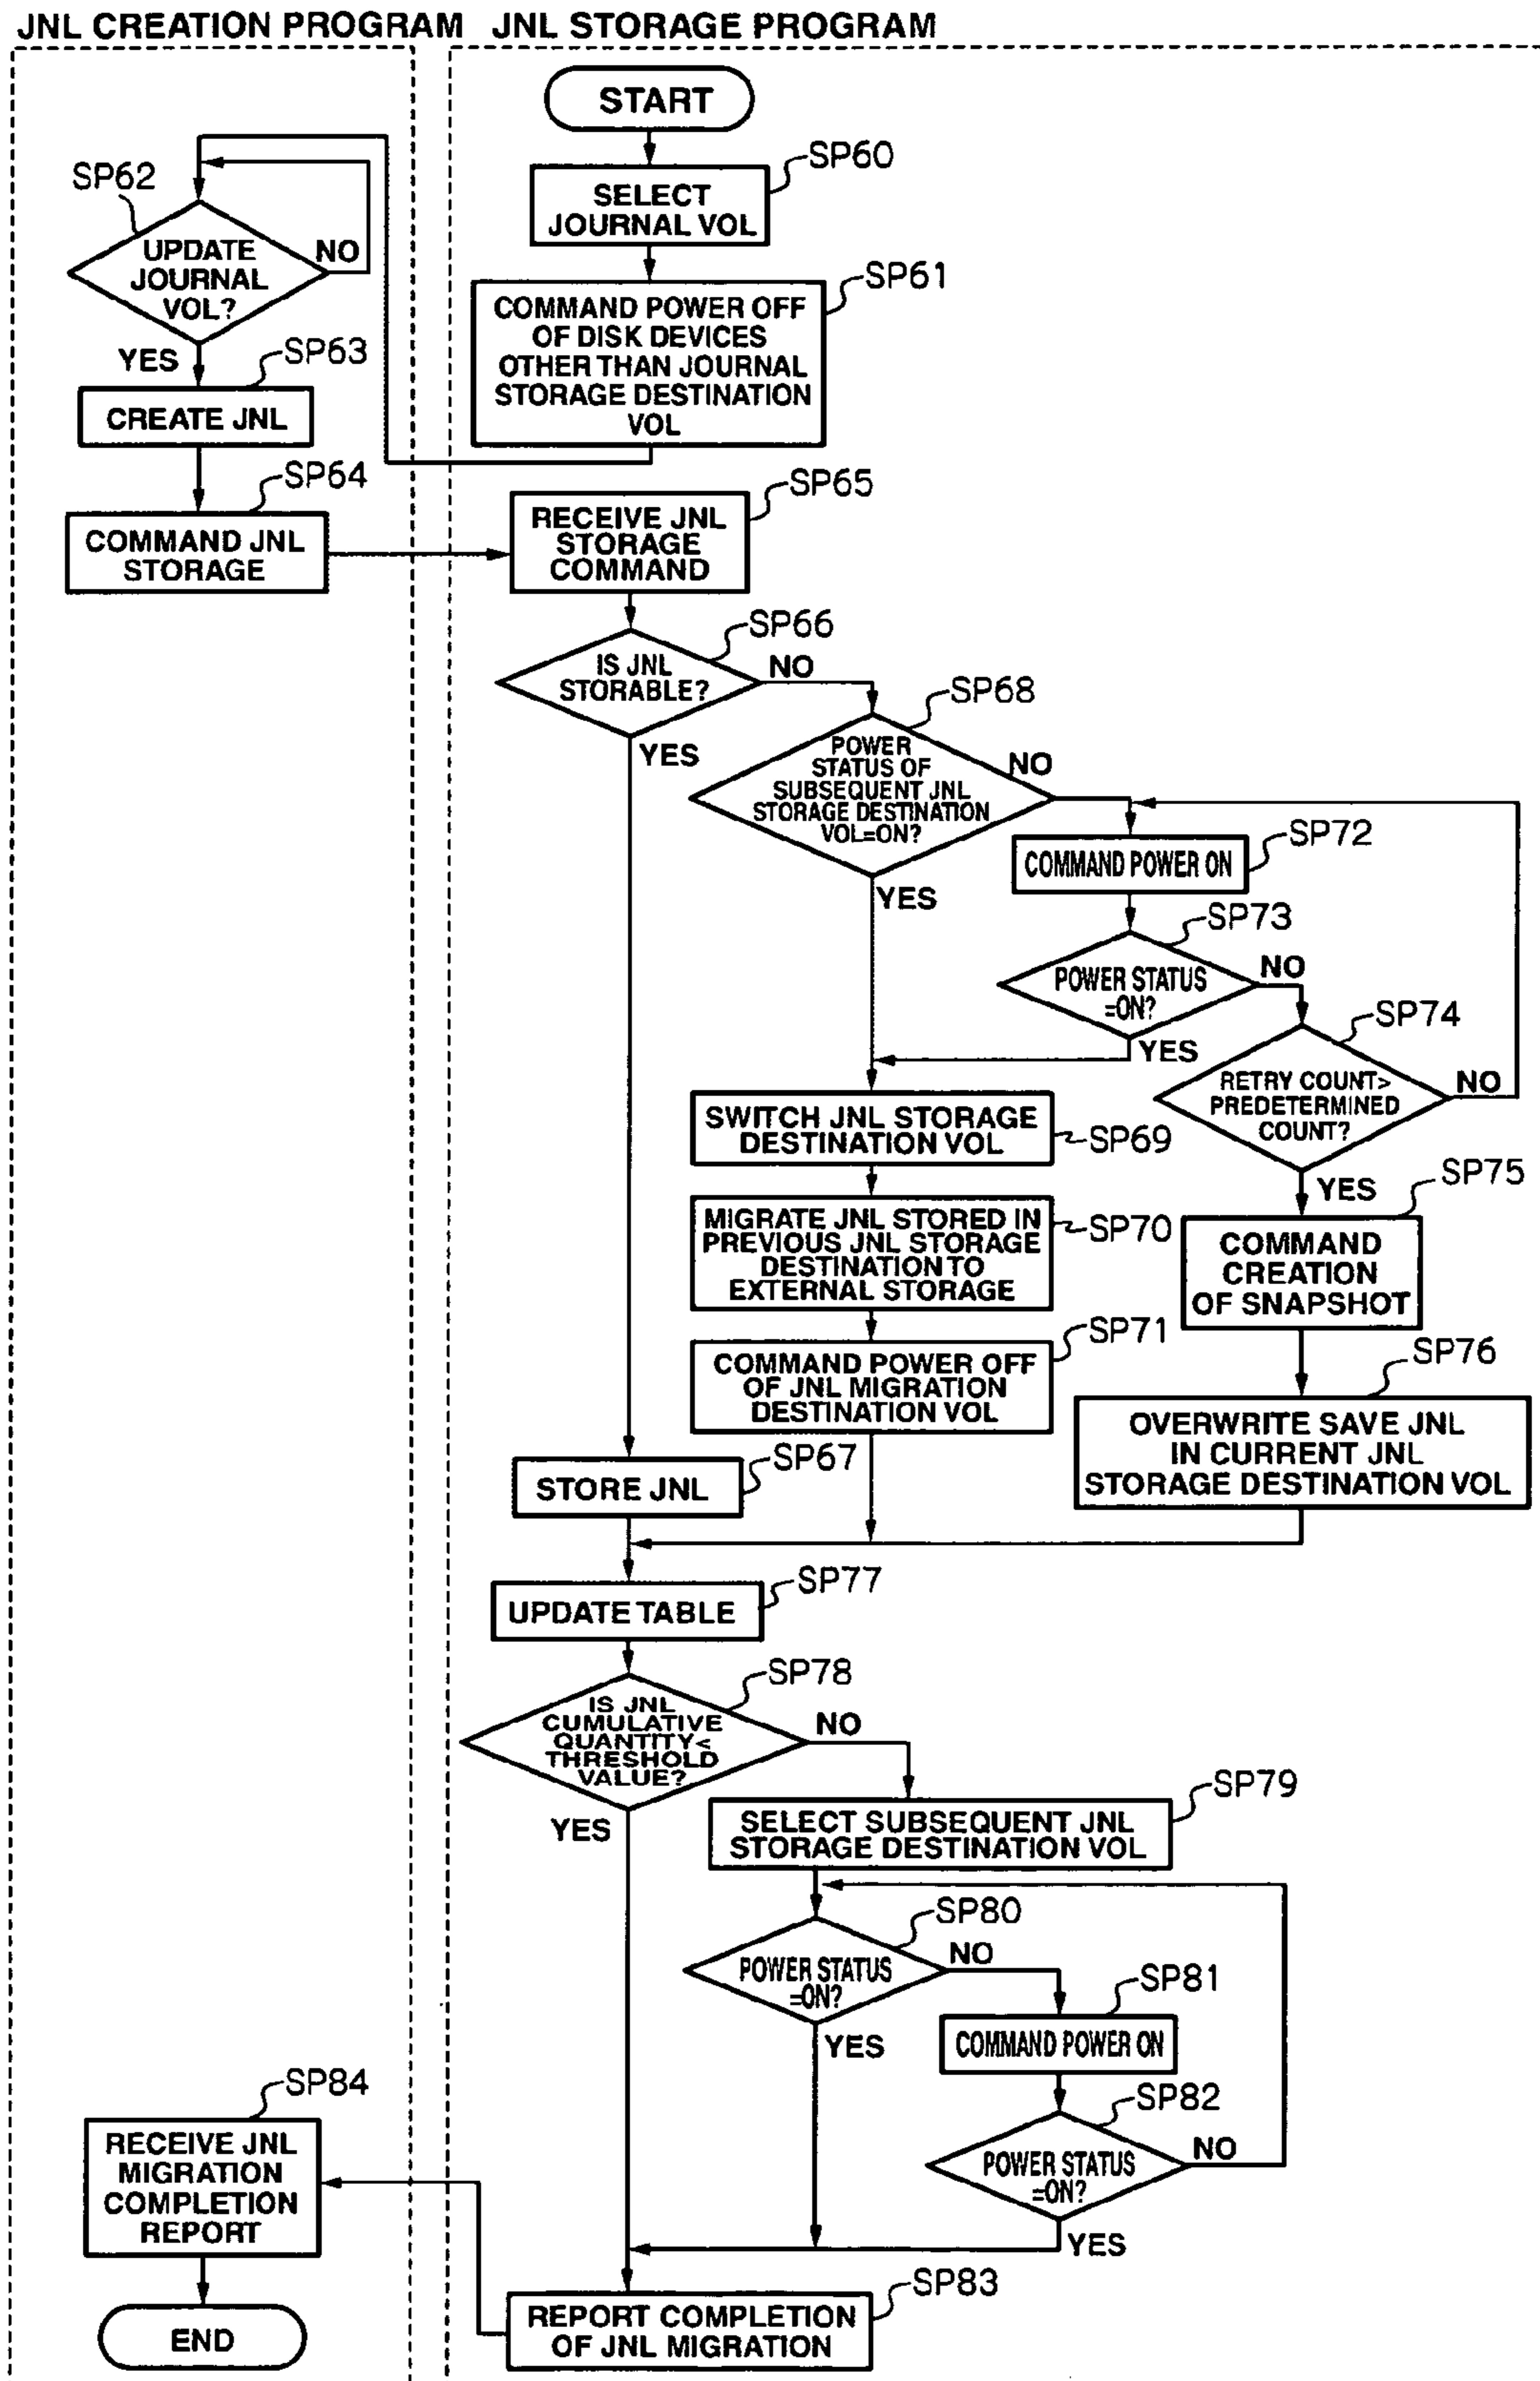 JNL CREATION PROGRAM
JNL STORAGE PROGRAM
START
SP60
SELECT
JOURNAL VOL
SP61
COMMAND POWER OFF
OF DISK DEVICES
OTHER THAN JOURNAL
STORAGE DESTINATION
VOL
SP62
UPDATE
JOURNAL
VOL?
NO
YES
SP63
CREATE JNL
SP64
COMMAND JNL
STORAGE
SP65
RECEIVE JNL
STORAGE
COMMAND
SP66
IS JNL
STORABLE?
NO
YES
SP68
POWER
STATUS OF
SUBSEQUENT JNL
STORAGE DESTINATION
VOL=ON?
NO
YES
SP72
COMMAND POWER ON
SP73
POWER STATUS
=ON?
NO
YES
SP74
RETRY COUNT>
PREDETERMINED
COUNT?
NO
YES
SWITCH JNL STORAGE
DESTINATION VOL
SP69
MIGRATE JNL STORED IN
PREVIOUS JNL STORAGE
DESTINATION TO
EXTERNAL STORAGE
SP70
SP75
COMMAND
CREATION
OF SNAPSHOT
SP71
COMMAND POWER OFF
OF JNL MIGRATION
DESTINATION VOL
SP76
OVERWRITE SAVE JNL
IN CURRENT JNL
STORAGE DESTINATION VOL
SP67
STORE JNL
SP77
UPDATE TABLE
SP78
IS JNL
CUMULATIVE
QUANTITY<
THRESHOLD
VALUE?
NO
YES
SP79
SELECT SUBSEQUENT JNL
STORAGE DESTINATION VOL
SP80
POWER STATUS
=ON?
NO
YES
SP81
COMMAND POWER ON
SP82
POWER STATUS
=ON?
NO
YES
SP83
REPORT COMPLETION
OF JNL MIGRATION
SP84
RECEIVE JNL
MIGRATION
COMPLETION
REPORT
END